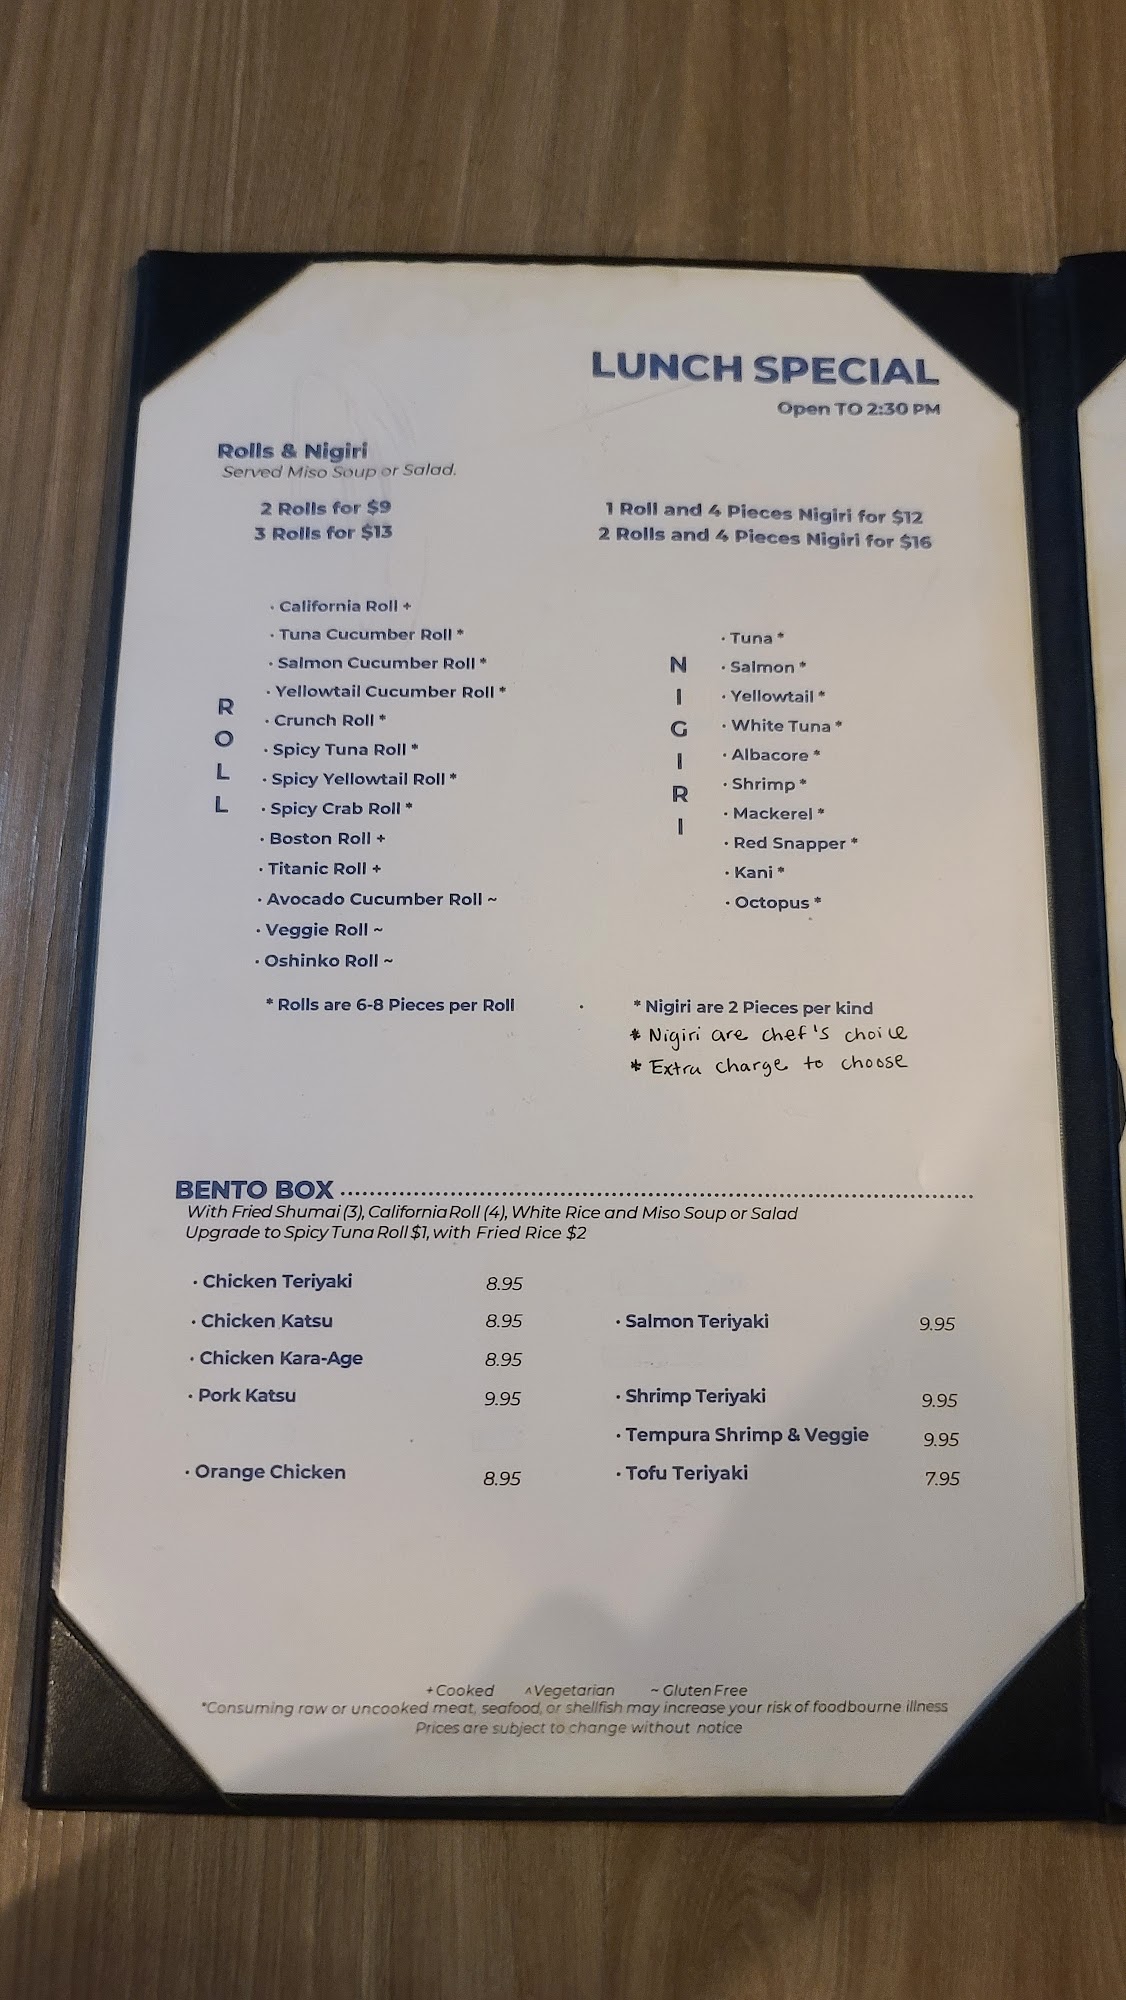 LUNCH SPECIAL
Open TO 2:30 PM
Rolls & Nigiri
Served Miso Soup or Salad.
2 Rolls for $9
3 Rolls for $13
1 Roll and 4 Pieces Nigiri for $12
2 Rolls and 4 Pieces Nigiri for $16
ROLL
· California Roll +
· Tuna Cucumber Roll *
· Salmon Cucumber Roll *
· Yellowtail Cucumber Roll *
· Crunch Roll *
· Spicy Tuna Roll *
· Spicy Yellowtail Roll *
· Spicy Crab Roll *
· Boston Roll +
· Titanic Roll +
· Avocado Cucumber Roll ~
· Veggie Roll ~
· Oshinko Roll ~
* Rolls are 6-8 Pieces per Roll
NIGIRI
· Tuna *
· Salmon *
· Yellowtail *
· White Tuna *
· Albacore *
· Shrimp *
· Mackerel *
· Red Snapper *
· Kani *
· Octopus *
· * Nigiri are 2 Pieces per kind
* Nigiri are chef's choice
* Extra charge to choose
BENTO BOX
With Fried Shumai (3), California Roll (4), White Rice and Miso Soup or Salad
Upgrade to Spicy Tuna Roll $1, with Fried Rice $2
· Chicken Teriyaki 8.95
· Chicken Katsu 8.95
· Chicken Kara-Age 8.95
· Pork Katsu 9.95
· Orange Chicken 8.95
· Salmon Teriyaki 9.95
· Shrimp Teriyaki 9.95
· Tempura Shrimp & Veggie 9.95
· Tofu Teriyaki 7.95
+ Cooked ^ Vegetarian ~ Gluten Free
*Consuming raw or uncooked meat, seafood, or shellfish may increase your risk of foodbourne illness
Prices are subject to change without notice